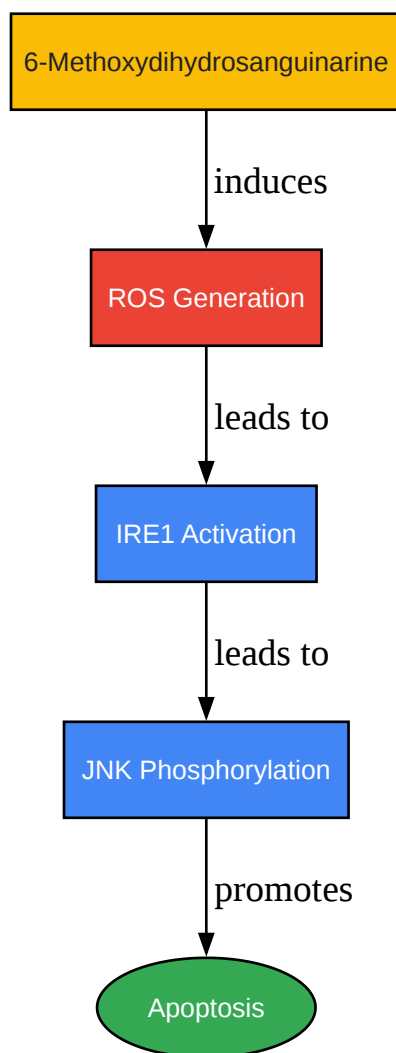 6-Methoxydihydrosanguinarine
induces
ROS Generation
leads to
IRE1 Activation
leads to
JNK Phosphorylation
promotes
Apoptosis